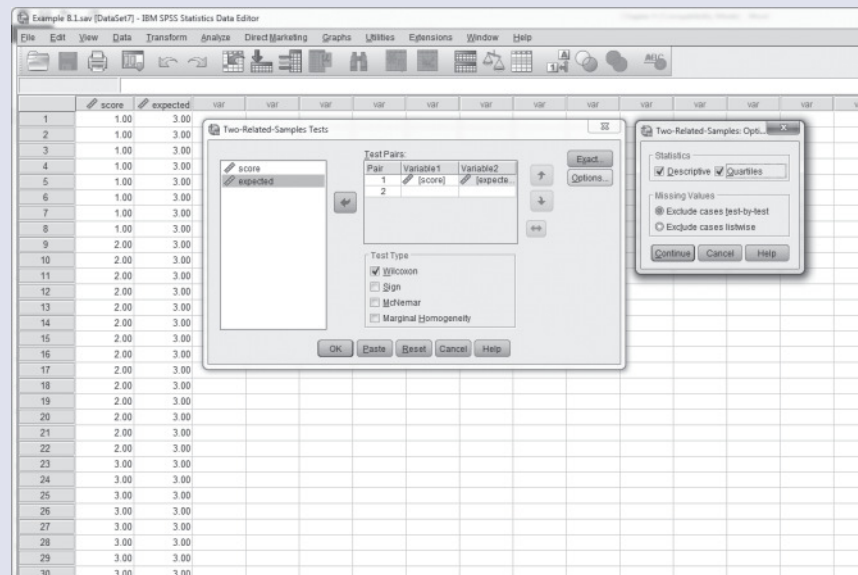 Example 8.1.sav [DataSet7] - IBM SPSS Statistics Data Editor
File Edit View Data Transform Analyze Direct Marketing Graphs Utilities Extensions Window Help
score expected var var var var var var var var var var
1 1.00 3.00
2 1.00 3.00
3 1.00 3.00
4 1.00 3.00
5 1.00 3.00
6 1.00 3.00
7 1.00 3.00
8 1.00 3.00
9 2.00 3.00
10 2.00 3.00
11 2.00 3.00
12 2.00 3.00
13 2.00 3.00
14 2.00 3.00
15 2.00 3.00
16 2.00 3.00
17 2.00 3.00
18 2.00 3.00
19 2.00 3.00
20 2.00 3.00
21 2.00 3.00
22 2.00 3.00
23 3.00 3.00
24 3.00 3.00
25 3.00 3.00
26 3.00 3.00
27 3.00 3.00
28 3.00 3.00
29 3.00 3.00
30 3.00 3.00
Two-Related-Samples Tests
score
expected
Test Pairs:
Pair Variable1 Variable2
1 [score] [expecte...
2
Exact...
Options...
Test Type
Wilcoxon
Sign
McNemar
Marginal Homogeneity
OK Paste Reset Cancel Help
Two-Related-Samples: Opti...
Statistics
Descriptive Quartiles
Missing Values
Exclude cases test-by-test
Exclude cases listwise
Continue Cancel Help